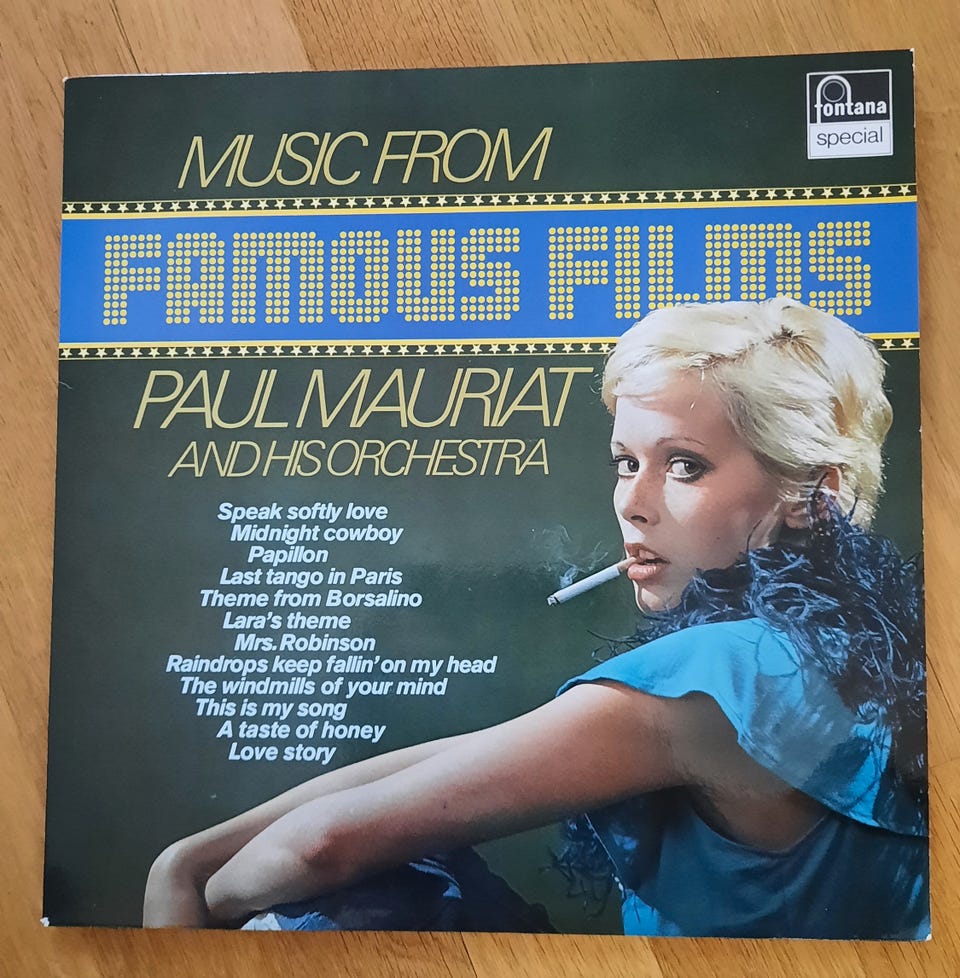 fontana
special
MUSIC FROM
FAMOUS FILMS
PAUL MAURIAT
AND HIS ORCHESTRA
Speak softly love
Midnight cowboy
Papillon
Last tango in Paris
Theme from Borsalino
Lara's theme
Mrs. Robinson
Raindrops keep fallin' on my head
The windmills of your mind
This is my song
A taste of honey
Love story